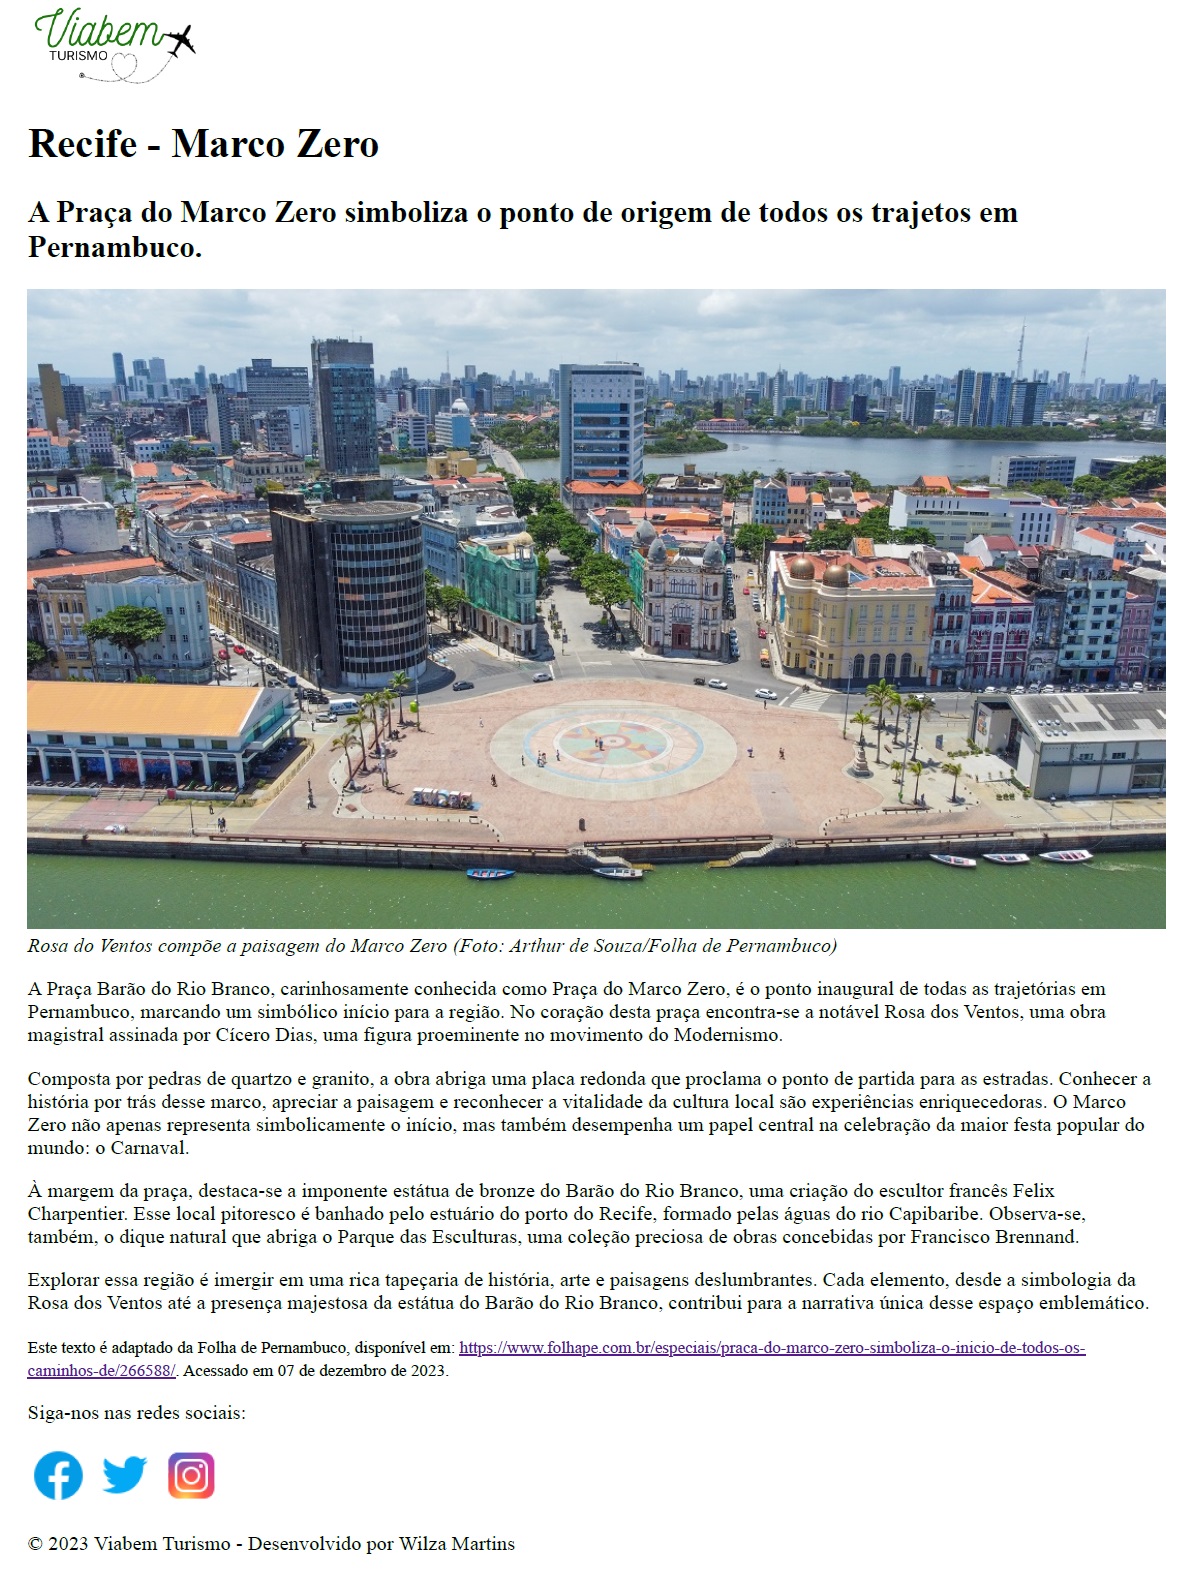 Viabem
TURISMO
Recife - Marco Zero
A Praça do Marco Zero simboliza o ponto de origem de todos os trajetos em
Pernambuco.
Rosa do Ventos compõe a paisagem do Marco Zero (Foto: Arthur de Souza/Folha de Pernambuco)
A Praça Barão do Rio Branco, carinhosamente conhecida como Praça do Marco Zero, é o ponto inaugural de todas as trajetórias em
Pernambuco, marcando um simbólico início para a região. No coração desta praça encontra-se a notável Rosa dos Ventos, uma obra
magistral assinada por Cícero Dias, uma figura proeminente no movimento do Modernismo.
Composta por pedras de quartzo e granito, a obra abriga uma placa redonda que proclama o ponto de partida para as estradas. Conhecer a
história por trás desse marco, apreciar a paisagem e reconhecer a vitalidade da cultura local são experiências enriquecedoras. O Marco
Zero não apenas representa simbolicamente o início, mas também desempenha um papel central na celebração da maior festa popular do
mundo: o Carnaval.
À margem da praça, destaca-se a imponente estátua de bronze do Barão do Rio Branco, uma criação do escultor francês Felix
Charpentier. Esse local pitoresco é banhado pelo estuário do porto do Recife, formado pelas águas do rio Capibaribe. Observa-se,
também, o dique natural que abriga o Parque das Esculturas, uma coleção preciosa de obras concebidas por Francisco Brennand.
Explorar essa região é imergir em uma rica tapeçaria de história, arte e paisagens deslumbrantes. Cada elemento, desde a simbologia da
Rosa dos Ventos até a presença majestosa da estátua do Barão do Rio Branco, contribui para a narrativa única desse espaço emblemático.
Este texto é adaptado da Folha de Pernambuco, disponível em: https://www.folhape.com.br/especiais/praca-do-marco-zero-simboliza-o-inicio-de-todos-os-
caminhos-de/266588/. Acessado em 07 de dezembro de 2023.
Siga-nos nas redes sociais:
© 2023 Viabem Turismo - Desenvolvido por Wilza Martins